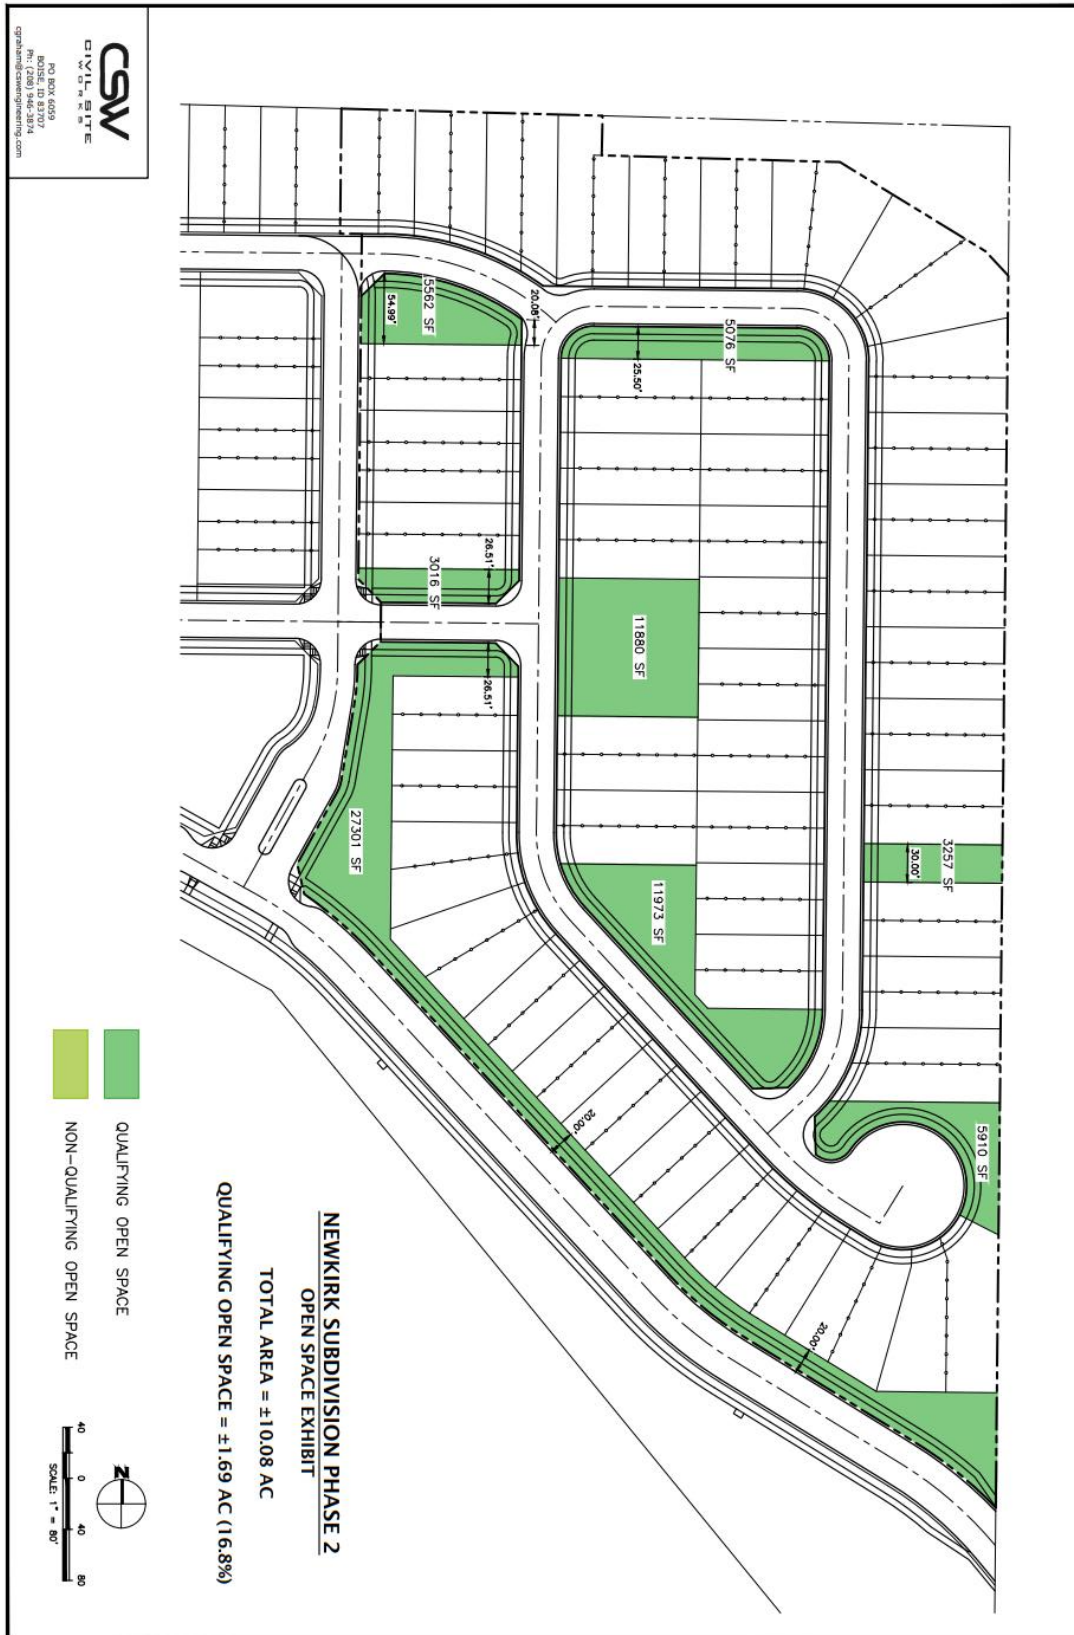 CSW
CIVIL SITE
WORKS
PO BOX 6059
BOISE, ID 83707
Ph: (208) 946-3874
cgraham@cswengineering.com
5562 SF
54.99'
20.08'
5076 SF
25.50'
3016 SF
26.51'
26.51'
11880 SF
3257 SF
30.00'
27301 SF
11973 SF
5910 SF
20.00'
20.00'
NEWKIRK SUBDIVISION PHASE 2
OPEN SPACE EXHIBIT
TOTAL AREA = ±10.08 AC
QUALIFYING OPEN SPACE = ±1.69 AC (16.8%)
QUALIFYING OPEN SPACE
NON-QUALIFYING OPEN SPACE
N
40 0 40 80
SCALE: 1" = 80'